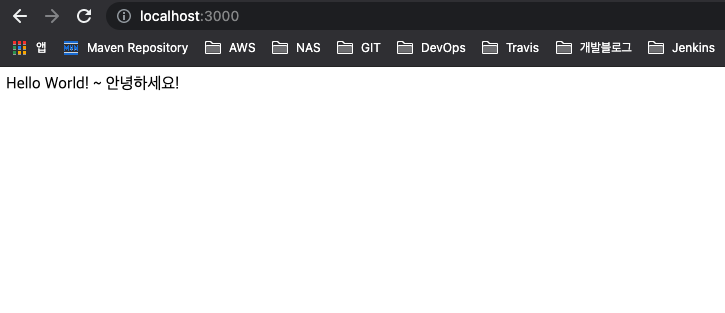 localhost:3000
앱 Maven Repository AWS NAS GIT DevOps Travis 개발블로그 Jenkins
Hello World! ~ 안녕하세요!